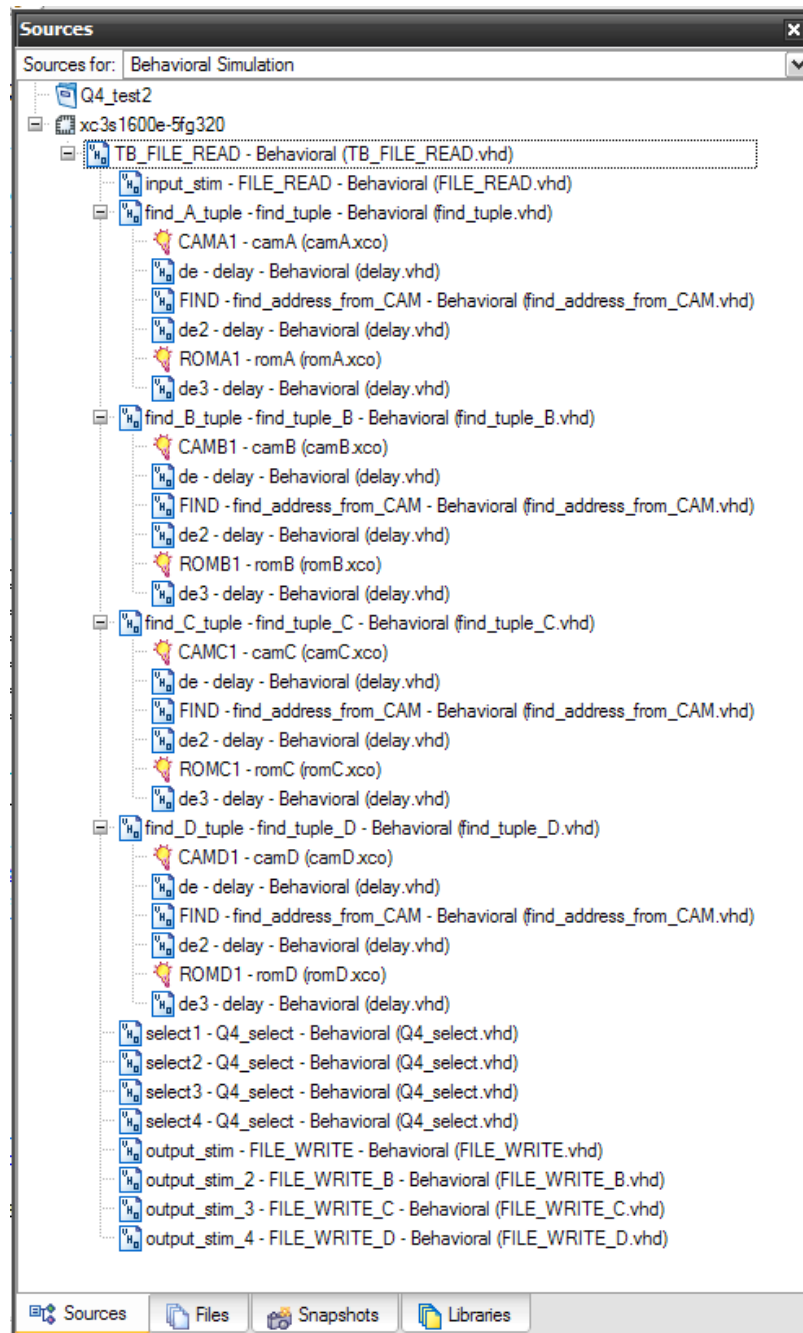 Sources
Sources for: Behavioral Simulation
Q4_test2
xc3s1600e-5fg320
TB_FILE_READ - Behavioral (TB_FILE_READ.vhd)
input_stim - FILE_READ - Behavioral (FILE_READ.vhd)
find_A_tuple - find_tuple - Behavioral (find_tuple.vhd)
CAMA1 - camA (camA.xco)
de - delay - Behavioral (delay.vhd)
FIND - find_address_from_CAM - Behavioral (find_address_from_CAM.vhd)
de2 - delay - Behavioral (delay.vhd)
ROMA1 - romA (romA.xco)
de3 - delay - Behavioral (delay.vhd)
find_B_tuple - find_tuple_B - Behavioral (find_tuple_B.vhd)
CAMB1 - camB (camB.xco)
de - delay - Behavioral (delay.vhd)
FIND - find_address_from_CAM - Behavioral (find_address_from_CAM.vhd)
de2 - delay - Behavioral (delay.vhd)
ROMB1 - romB (romB.xco)
de3 - delay - Behavioral (delay.vhd)
find_C_tuple - find_tuple_C - Behavioral (find_tuple_C.vhd)
CAMC1 - camC (camC.xco)
de - delay - Behavioral (delay.vhd)
FIND - find_address_from_CAM - Behavioral (find_address_from_CAM.vhd)
de2 - delay - Behavioral (delay.vhd)
ROMC1 - romC (romC.xco)
de3 - delay - Behavioral (delay.vhd)
find_D_tuple - find_tuple_D - Behavioral (find_tuple_D.vhd)
CAMD1 - camD (camD.xco)
de - delay - Behavioral (delay.vhd)
FIND - find_address_from_CAM - Behavioral (find_address_from_CAM.vhd)
de2 - delay - Behavioral (delay.vhd)
ROMD1 - romD (romD.xco)
de3 - delay - Behavioral (delay.vhd)
select1 - Q4_select - Behavioral (Q4_select.vhd)
select2 - Q4_select - Behavioral (Q4_select.vhd)
select3 - Q4_select - Behavioral (Q4_select.vhd)
select4 - Q4_select - Behavioral (Q4_select.vhd)
output_stim - FILE_WRITE - Behavioral (FILE_WRITE.vhd)
output_stim_2 - FILE_WRITE_B - Behavioral (FILE_WRITE_B.vhd)
output_stim_3 - FILE_WRITE_C - Behavioral (FILE_WRITE_C.vhd)
output_stim_4 - FILE_WRITE_D - Behavioral (FILE_WRITE_D.vhd)
Sources Files Snapshots Libraries